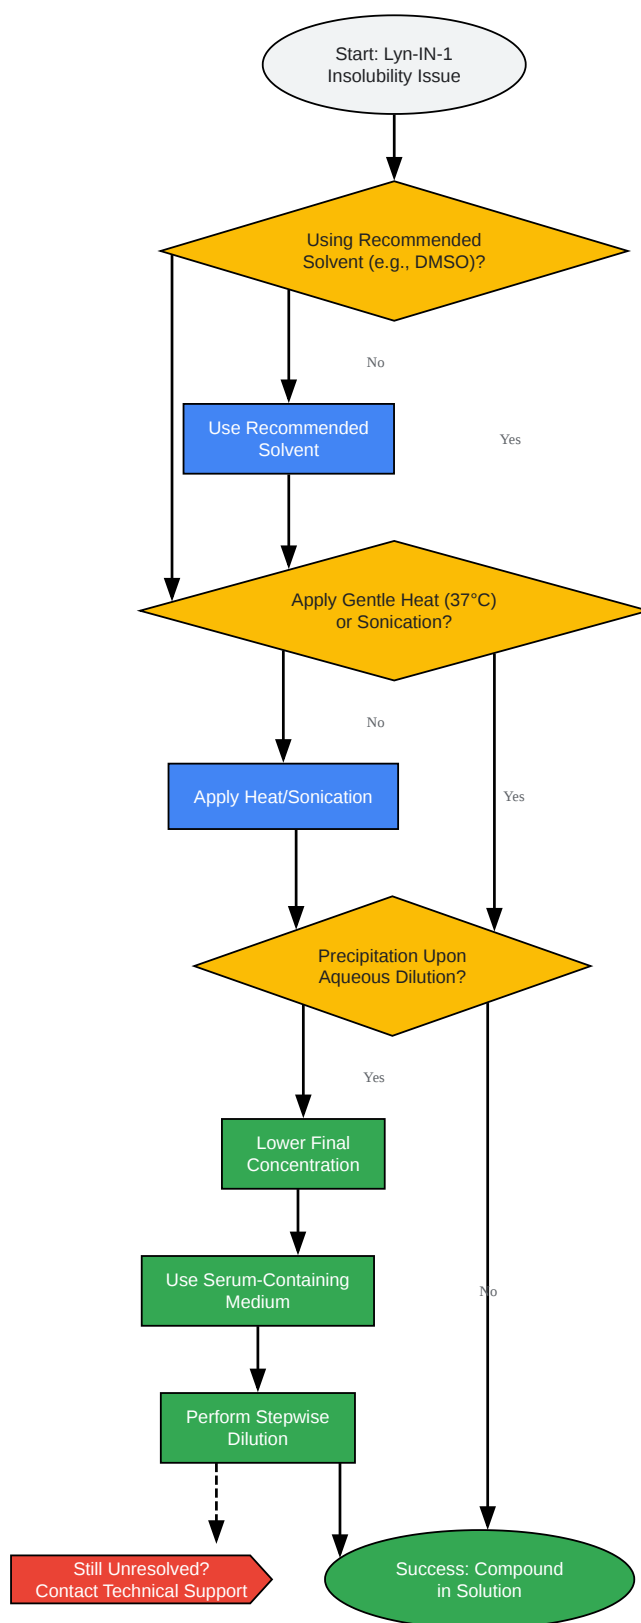 Start: Lyn-IN-1
Insolubility Issue
Using Recommended
Solvent (e.g., DMSO)?
No
Use Recommended
Solvent
Yes
Apply Gentle Heat (37°C)
or Sonication?
No
Apply Heat/Sonication
Yes
Precipitation Upon
Aqueous Dilution?
Yes
Lower Final
Concentration
Use Serum-Containing
Medium
No
Perform Stepwise
Dilution
Still Unresolved?
Contact Technical Support
Success: Compound
in Solution